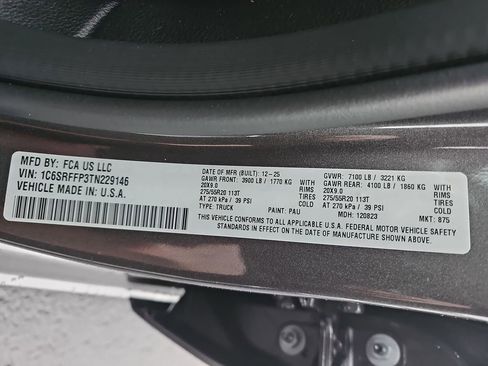 MFD BY: FCA US LLC
VIN: 1C6SRFFP3TN229146
VEHICLE MADE IN U.S.A.
DATE OF MFR (BUILT): 12-25 GVWR: 7100 LB / 3221 KG
GAWR FRONT: 3900 LB / 1770 KG WITH GAWR REAR: 4100 LB / 1860 KG WITH
20X9.0 RIMS 20X9.0 RIMS
275/55R20 113T TIRES 275/55R20 113T TIRES
AT 270 kPa / 39 PSI COLD AT 270 kPa / 39 PSI COLD
TYPE: TRUCK PAINT: PAU MDH: 120823 MKT: 875
THIS VEHICLE CONFORMS TO ALL APPLICABLE U.S.A. FEDERAL MOTOR VEHICLE SAFETY
STANDARDS IN EFFECT ON THE DATE OF MANUFACTURE SHOWN ABOVE.